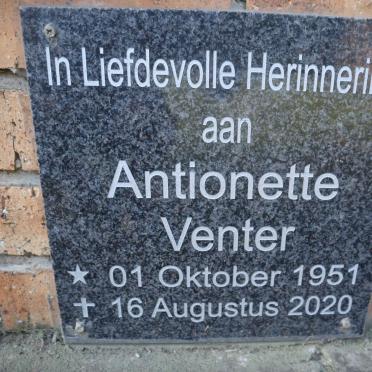 In Liefdevolle Herinneri
aan
Antionette
Venter
★ 01 Oktober 1951
✝ 16 Augustus 2020